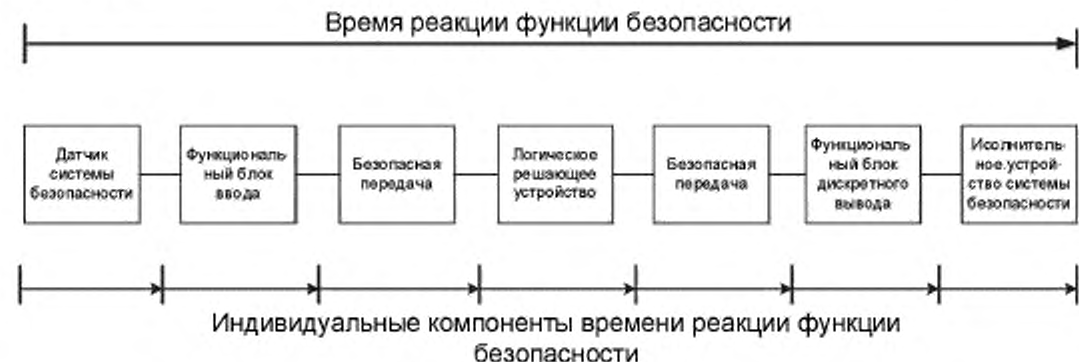 Время реакции функции безопасности
Датчик
системы
безопасности
Функциональ
ный блок
ввода
Безопасная
передача
Логическое
решающее
устройство
Безопасная
передача
Функциональ
ный блок
дискретного
вывода
Исолнитель-
ное.устрой-
ство системы
безопасности
Индивидуальные компоненты времени реакции функции
безопасности